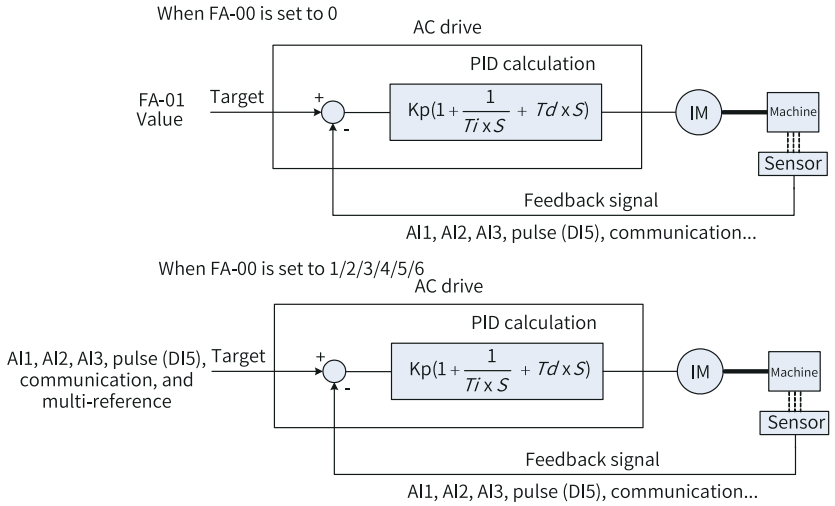 When FA-00 is set to 0
AC drive
PID calculation
FA-01
Value
Target
+
-
Kp(1+ 1/(Ti x S) + Td x S)
IM
Machine
Sensor
Feedback signal
AI1, AI2, AI3, pulse (DI5), communication...
When FA-00 is set to 1/2/3/4/5/6
AC drive
PID calculation
AI1, AI2, AI3, pulse (DI5),
communication, and
multi-reference
Target
+
-
Kp(1+ 1/(Ti x S) + Td x S)
IM
Machine
Sensor
Feedback signal
AI1, AI2, AI3, pulse (DI5), communication...